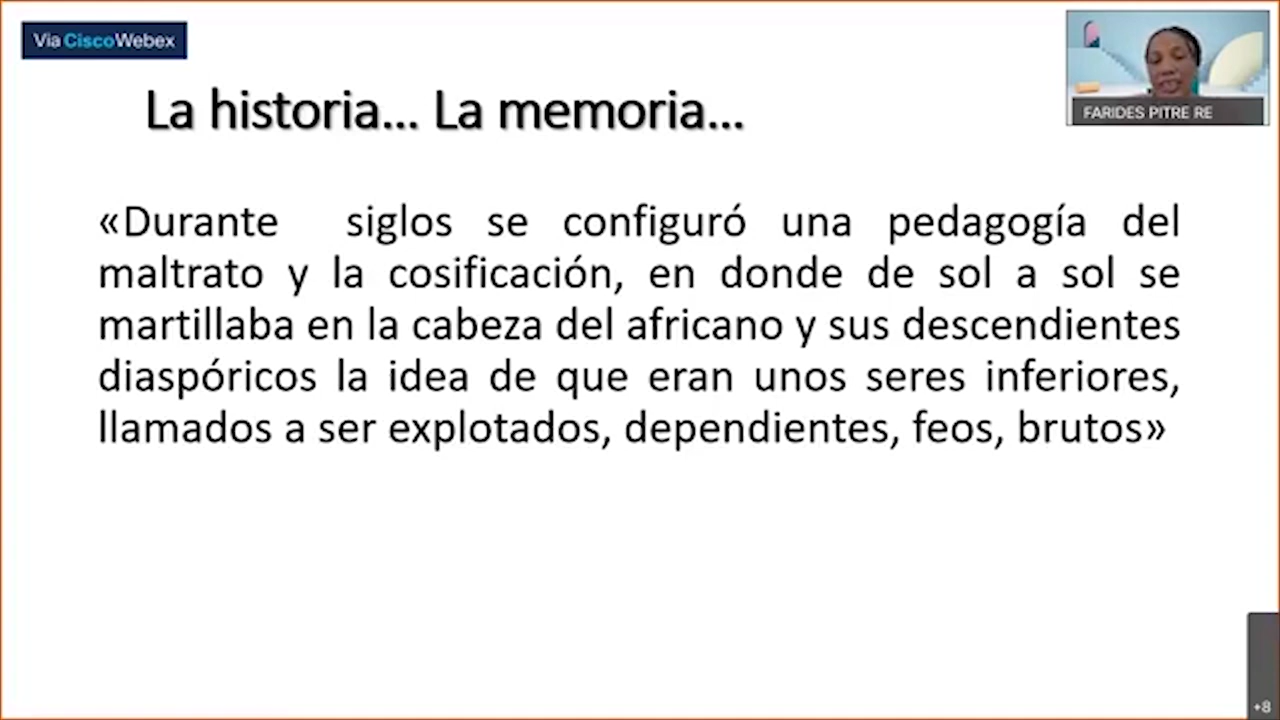 Via CiscoWebex
FARIDES PITRE RE
La historia... La memoria...
«Durante siglos se configuró una pedagogía del
maltrato y la cosificación, en donde de sol a sol se
martillaba en la cabeza del africano y sus descendientes
diaspóricos la idea de que eran unos seres inferiores,
llamados a ser explotados, dependientes, feos, brutos»
+8